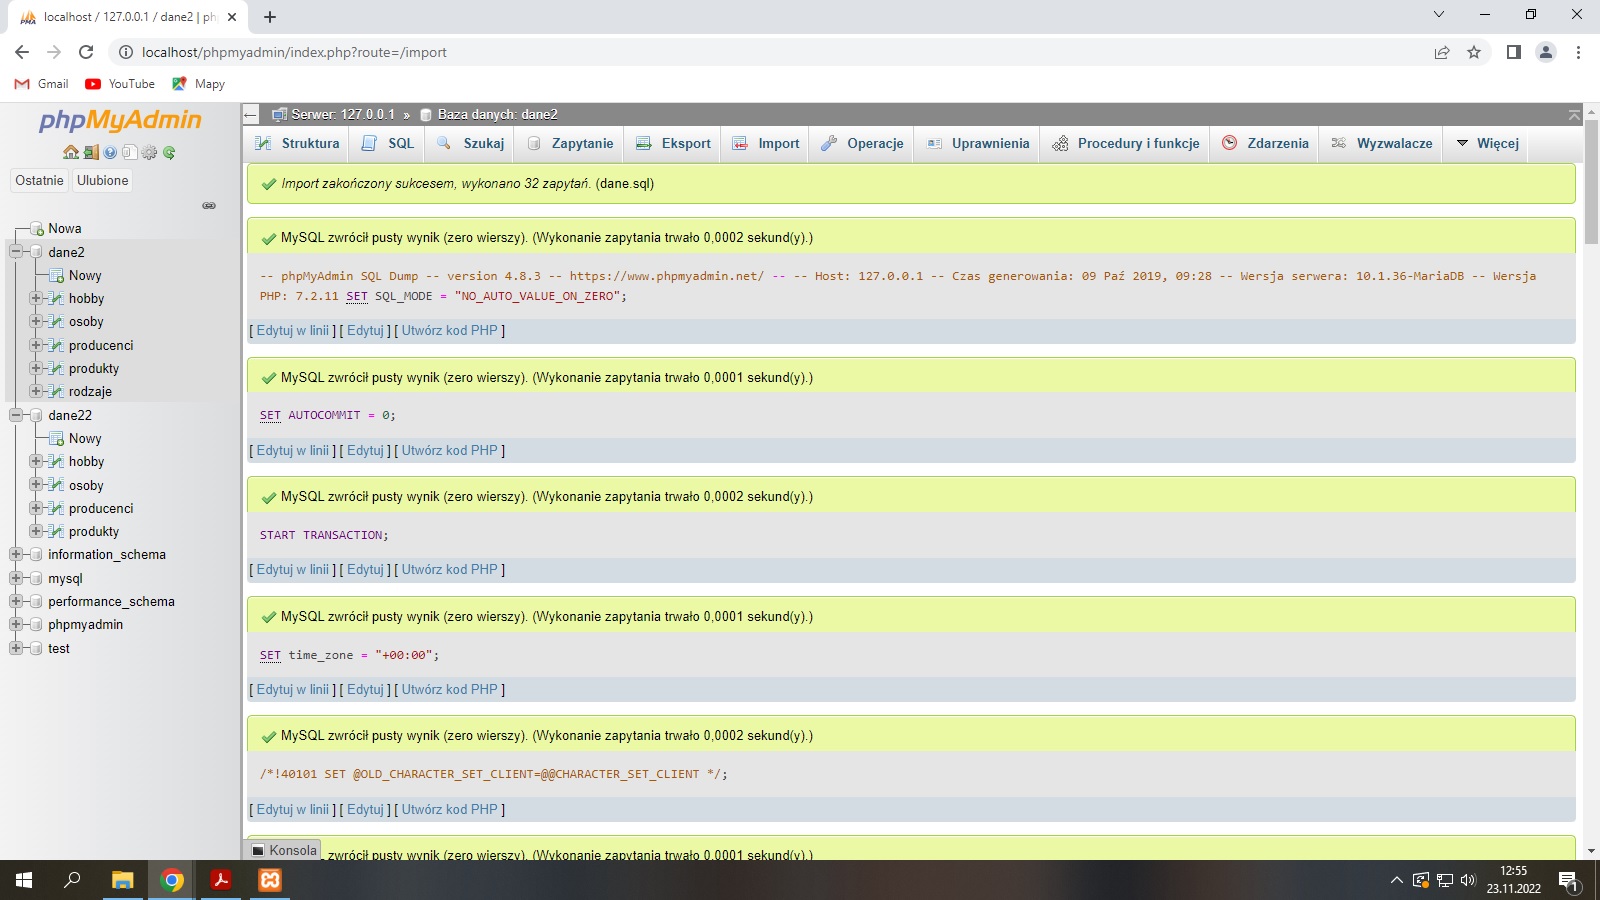 localhost / 127.0.0.1 / dane2 | ph
localhost/phpmyadmin/index.php?route=/import
Gmail YouTube Mapy
phpMyAdmin
Ostatnie Ulubione
Nowa
dane2
Nowy
hobby
osoby
producenci
produkty
rodzaje
dane22
Nowy
hobby
osoby
producenci
produkty
information_schema
mysql
performance_schema
phpmyadmin
test
Serwer: 127.0.0.1 » Baza danych: dane2
Struktura SQL Szukaj Zapytanie Eksport Import Operacje Uprawnienia Procedury i funkcje Zdarzenia Wyzwalacze Więcej
Import zakończony sukcesem, wykonano 32 zapytań. (dane.sql)
MySQL zwrócił pusty wynik (zero wierszy). (Wykonanie zapytania trwało 0,0002 sekund(y).)
-- phpMyAdmin SQL Dump -- version 4.8.3 -- https://www.phpmyadmin.net/ -- -- Host: 127.0.0.1 -- Czas generowania: 09 Paź 2019, 09:28 -- Wersja serwera: 10.1.36-MariaDB -- Wersja
PHP: 7.2.11 SET SQL_MODE = "NO_AUTO_VALUE_ON_ZERO";
[ Edytuj w linii ] [ Edytuj ] [ Utwórz kod PHP ]
MySQL zwrócił pusty wynik (zero wierszy). (Wykonanie zapytania trwało 0,0001 sekund(y).)
SET AUTOCOMMIT = 0;
[ Edytuj w linii ] [ Edytuj ] [ Utwórz kod PHP ]
MySQL zwrócił pusty wynik (zero wierszy). (Wykonanie zapytania trwało 0,0002 sekund(y).)
START TRANSACTION;
[ Edytuj w linii ] [ Edytuj ] [ Utwórz kod PHP ]
MySQL zwrócił pusty wynik (zero wierszy). (Wykonanie zapytania trwało 0,0001 sekund(y).)
SET time_zone = "+00:00";
[ Edytuj w linii ] [ Edytuj ] [ Utwórz kod PHP ]
MySQL zwrócił pusty wynik (zero wierszy). (Wykonanie zapytania trwało 0,0002 sekund(y).)
/*!40101 SET @OLD_CHARACTER_SET_CLIENT=@@CHARACTER_SET_CLIENT */;
[ Edytuj w linii ] [ Edytuj ] [ Utwórz kod PHP ]
L zwrócił pusty wynik (zero wierszy). (Wykonanie zapytania trwało 0,0001 sekund(y).)
Konsola
12:55
23.11.2022
1